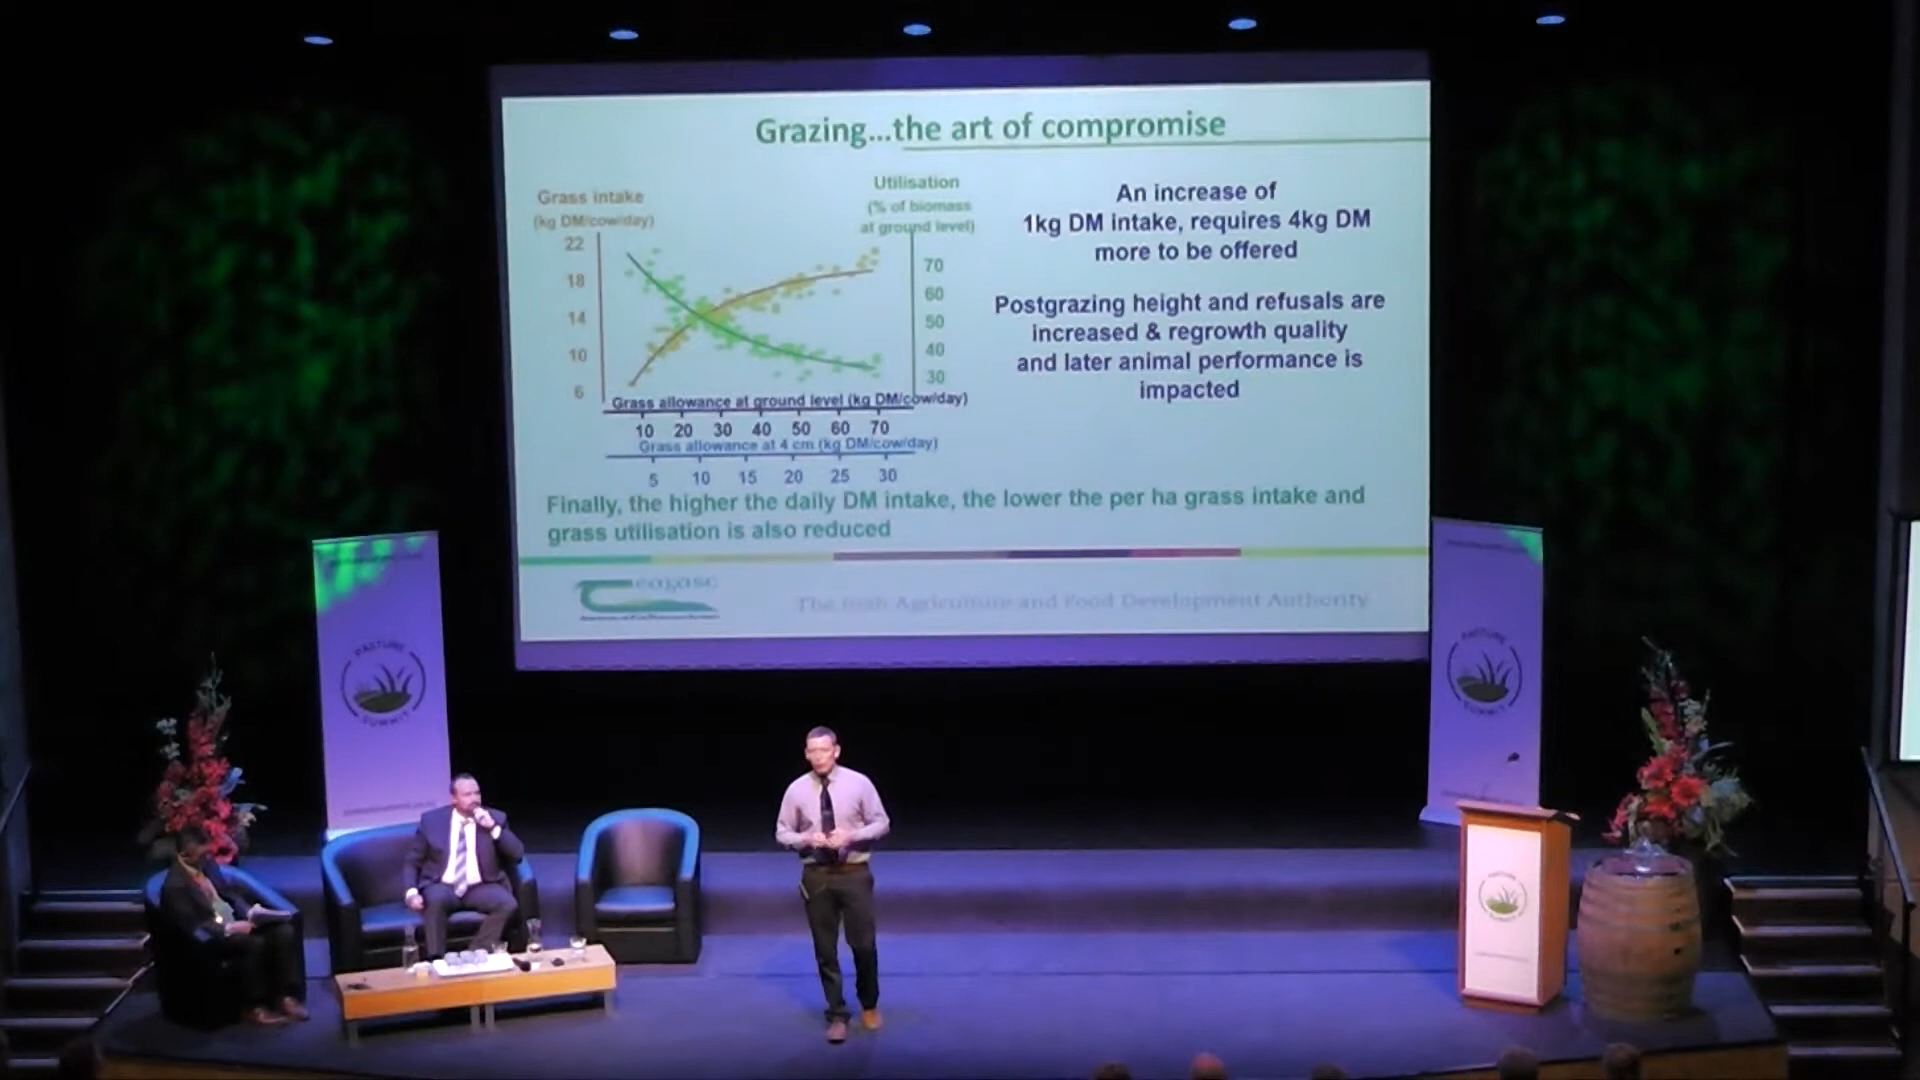 Grazing...the art of compromise
Grass intake
(kg DM/cow/day)
22
18
14
10
6
Utilisation
(% of biomass
at ground level)
70
60
50
40
30
Grass allowance at ground level (kg DM/cow/day)
10 20 30 40 50 60 70
Grass allowance at 4 cm (kg DM/cow/day)
5 10 15 20 25 30
An increase of
1kg DM intake, requires 4kg DM
more to be offered
Postgrazing height and refusals are
increased & regrowth quality
and later animal performance is
impacted
Finally, the higher the daily DM intake, the lower the per ha grass intake and
grass utilisation is also reduced
Teagasc
The Irish Agriculture and Food Development Authority
PASTURE
SUMMIT
PASTURE
SUMMIT